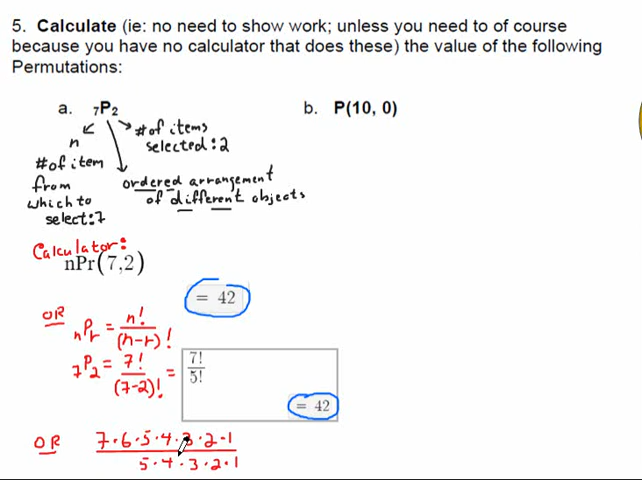 5. Calculate (ie: no need to show work; unless you need to of course
because you have no calculator that does these) the value of the following
Permutations:
a. ₇P₂ b. P(10, 0)
n
# of item
from
which to
select:7
# of items
selected:2
ordered arrangement
of different objects
Calculator:
nPr(7,2)
= 42
OR
nPr = n!/(n-r)!
₇P₂ = 7!/(7-2)! = 7!/5!
= 42
OR
7·6·5·4·3·2·1
5·4·3·2·1